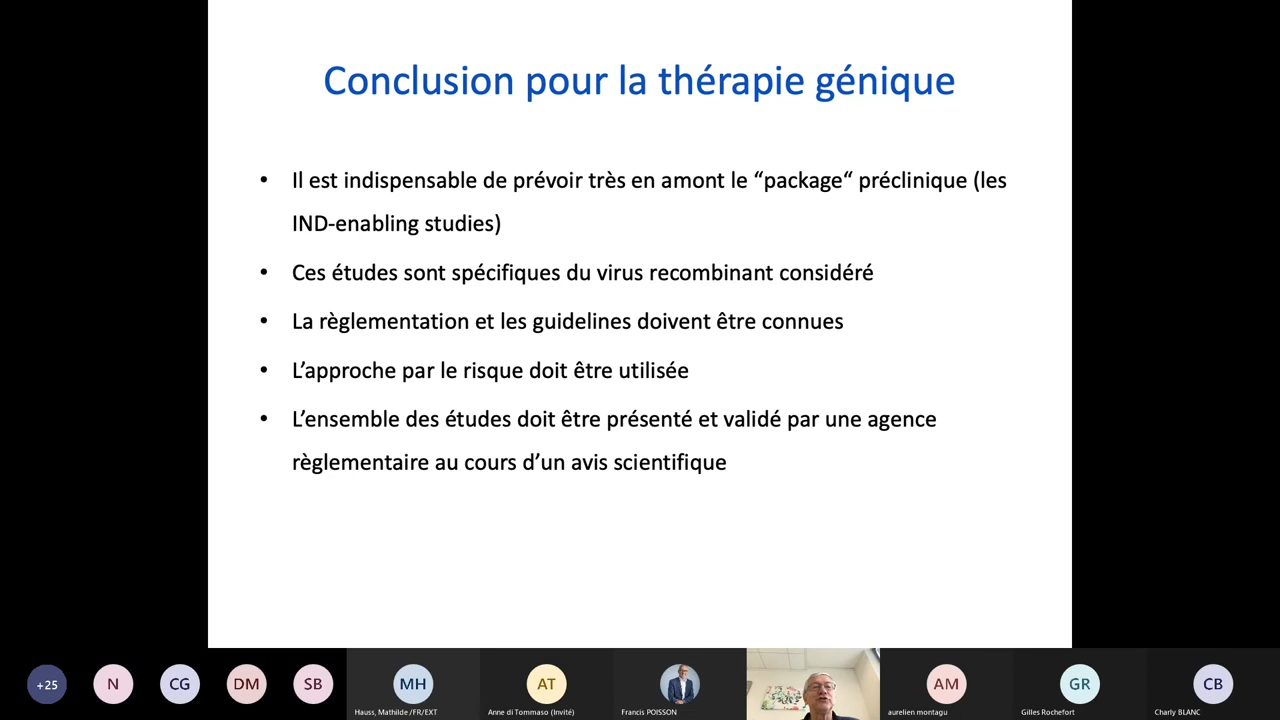 Conclusion pour la thérapie génique
• Il est indispensable de prévoir très en amont le “package“ préclinique (les
IND-enabling studies)
• Ces études sont spécifiques du virus recombinant considéré
• La règlementation et les guidelines doivent être connues
• L’approche par le risque doit être utilisée
• L’ensemble des études doit être présenté et validé par une agence
règlementaire au cours d’un avis scientifique
+25
N
CG
DM
SB
MH
AT
AM
GR
CB
Hauss, Mathilde /FR/EXT
Anne di Tommaso (Invité)
Francis POISSON
aurelien montagu
Gilles Rochefort
Charly BLANC